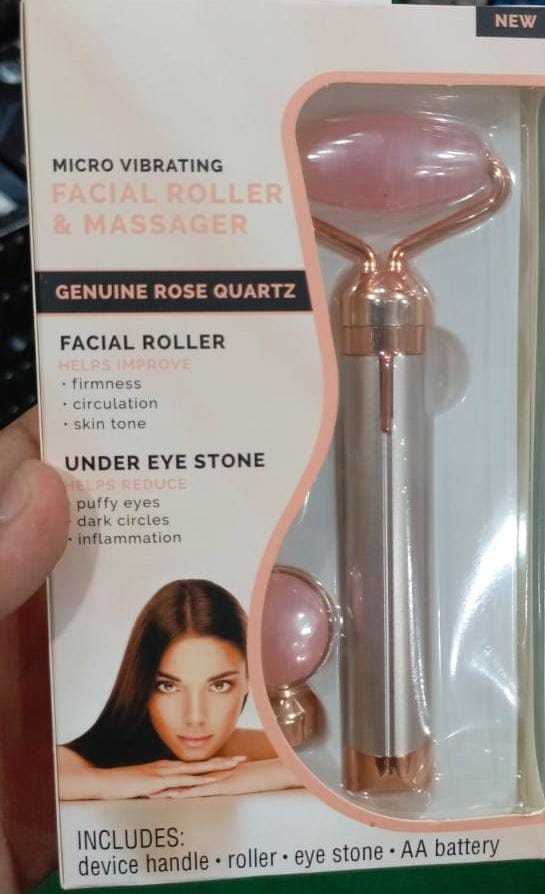 NEW
MICRO VIBRATING
FACIAL ROLLER
& MASSAGER
GENUINE ROSE QUARTZ
FACIAL ROLLER
HELPS IMPROVE
• firmness
• circulation
• skin tone
UNDER EYE STONE
HELPS REDUCE
• puffy eyes
• dark circles
• inflammation
INCLUDES:
device handle • roller • eye stone • AA battery